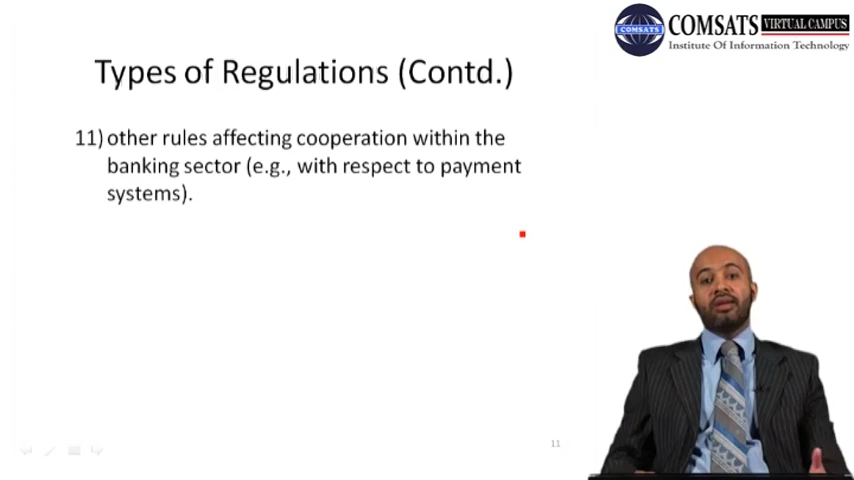 COMSATS VIRTUAL CAMPUS
COMSATS
Institute Of Information Technology
Types of Regulations (Contd.)
11) other rules affecting cooperation within the
banking sector (e.g., with respect to payment
systems).
11